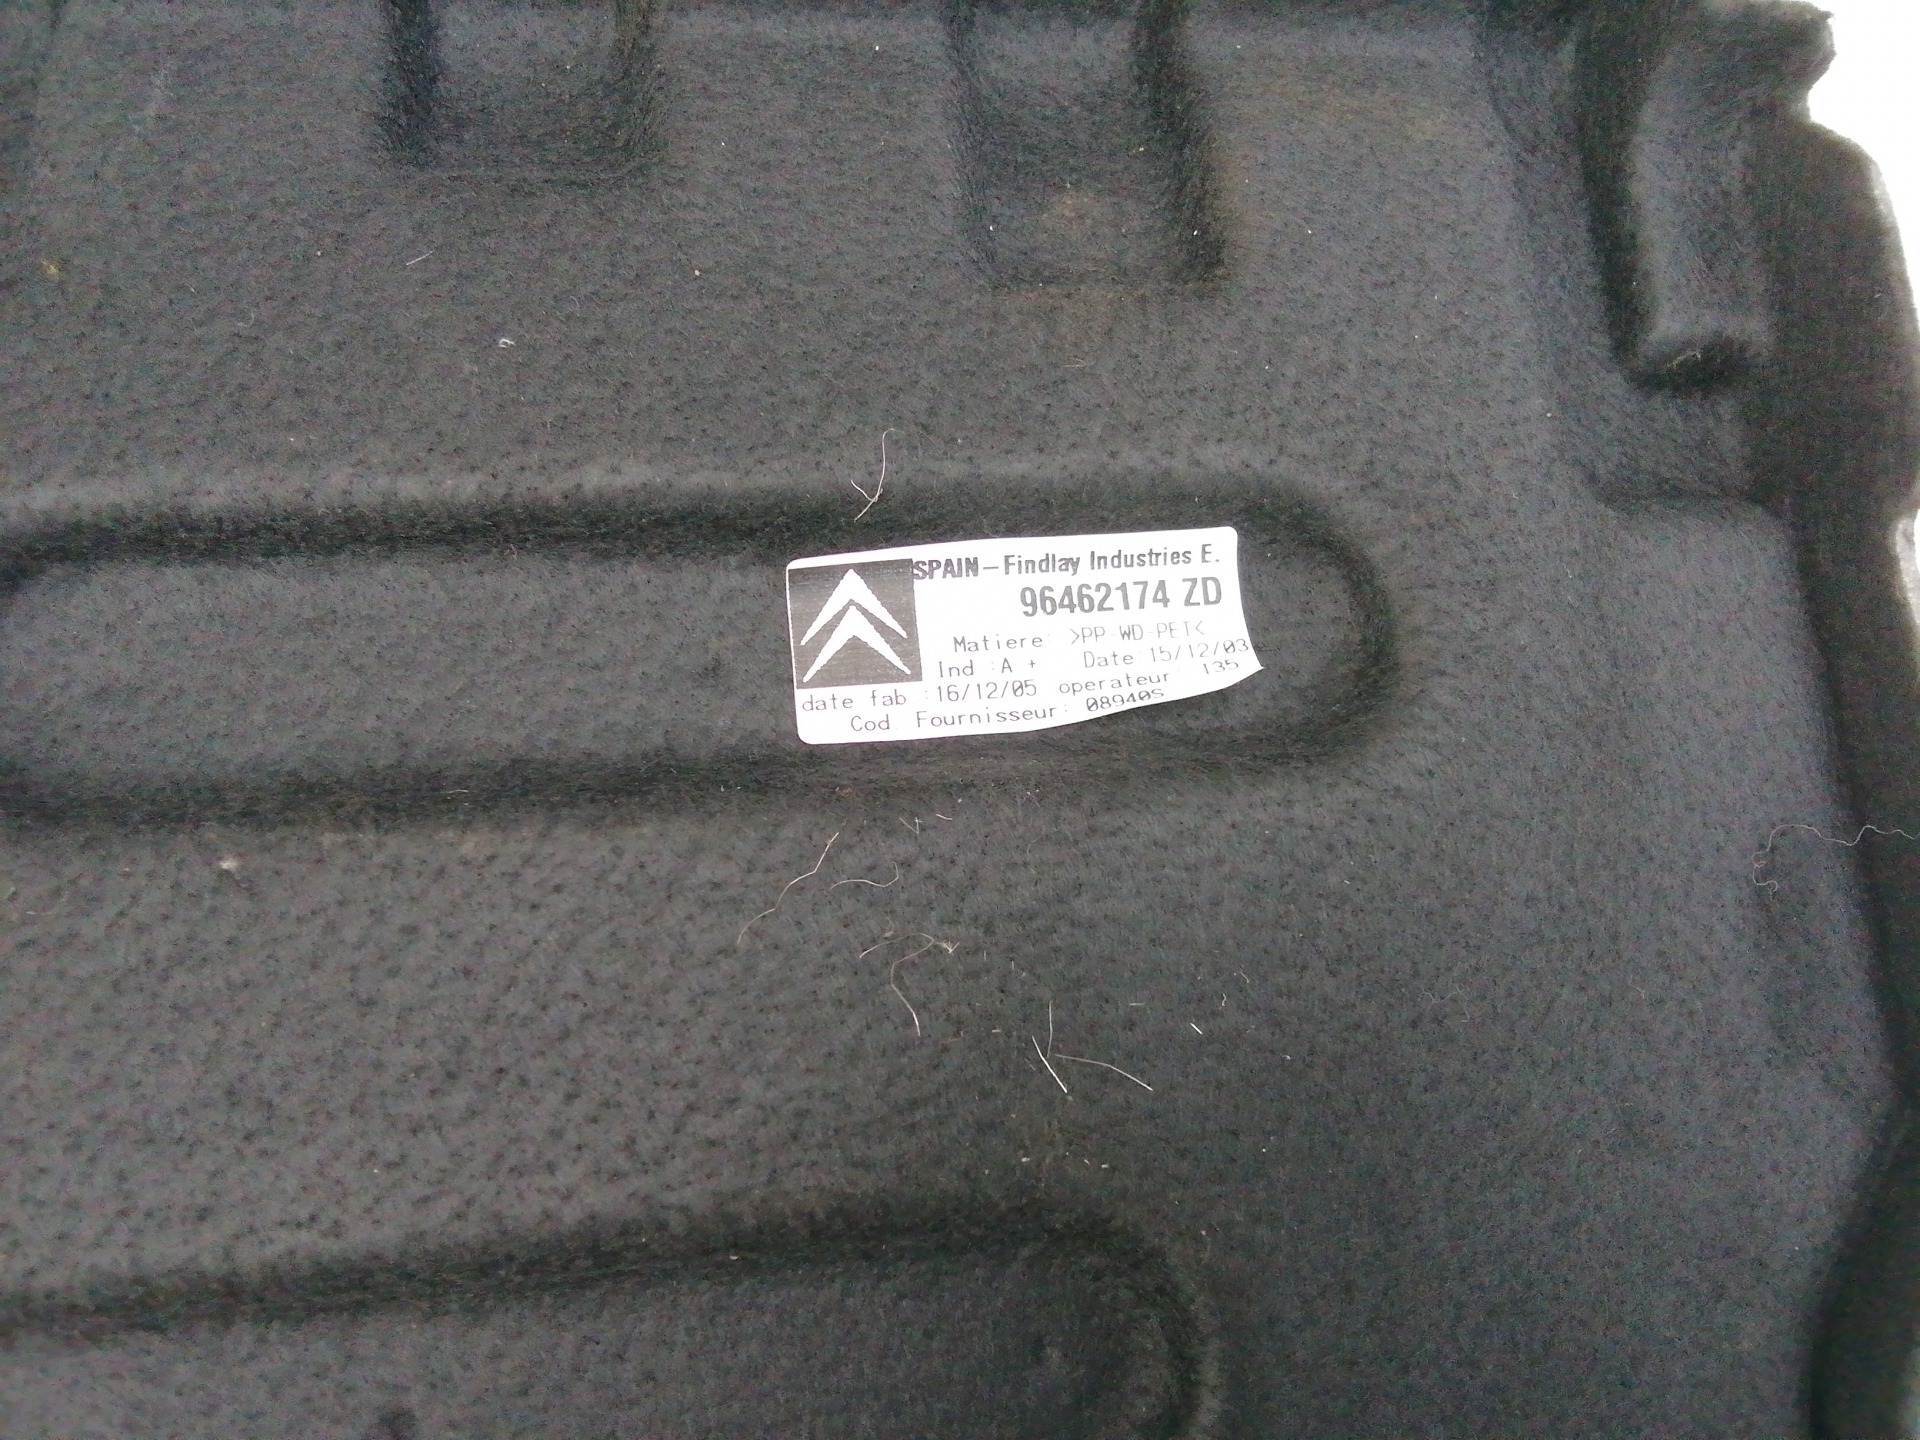 SPAIN-Findlay Industries E.
96462174 ZD
Matiere: >PP-WD-PET<
Ind :A + Date:15/12/03
date fab :16/12/05 operateur: 135
Cod. Fournisseur: 08940S